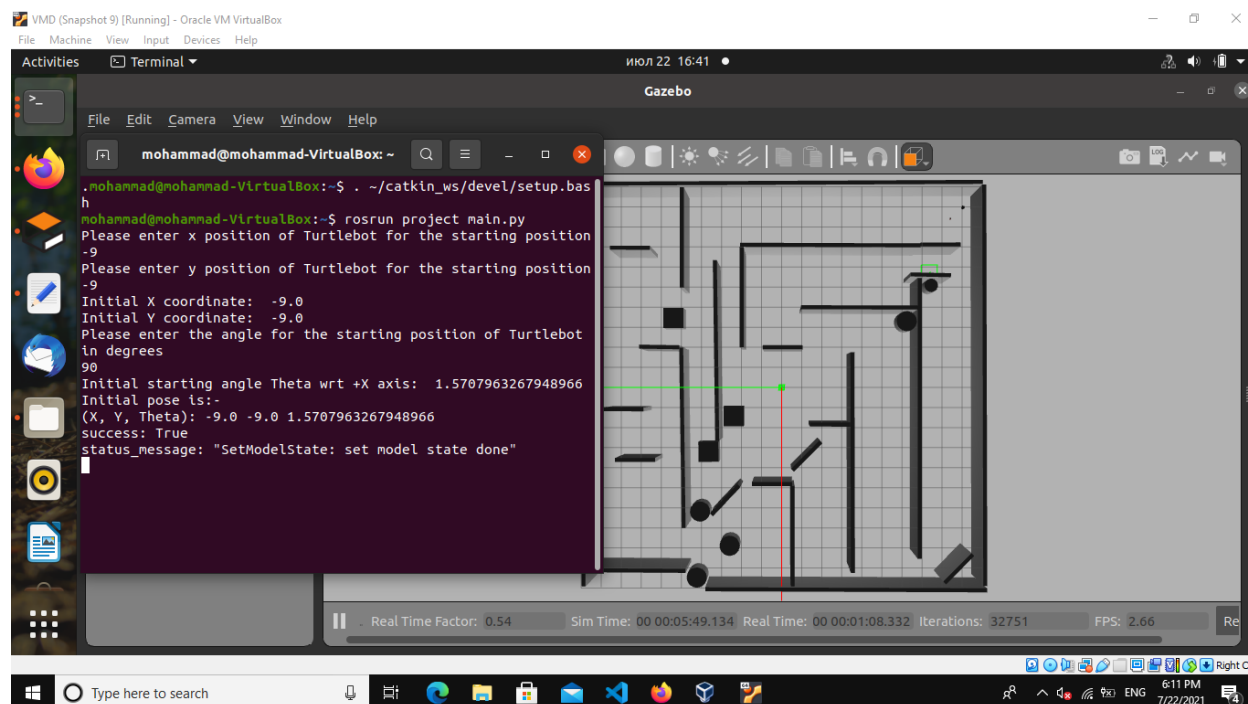 VMD (Snapshot 9) [Running] - Oracle VM VirtualBox
File Machine View Input Devices Help
Activities Terminal июл 22 16:41
Gazebo
File Edit Camera View Window Help
mohammad@mohammad-VirtualBox: ~
.mohammad@mohammad-VirtualBox:~$ . ~/catkin_ws/devel/setup.bas
h
mohammad@mohammad-VirtualBox:~$ rosrun project main.py
Please enter x position of Turtlebot for the starting position
-9
Please enter y position of Turtlebot for the starting position
-9
Initial X coordinate:  -9.0
Initial Y coordinate:  -9.0
Please enter the angle for the starting position of Turtlebot
in degrees
90
Initial starting angle Theta wrt +X axis:  1.5707963267948966
Initial pose is:-
(X, Y, Theta): -9.0 -9.0 1.5707963267948966
success: True
status_message: "SetModelState: set model state done"
LOG
Real Time Factor: 0.54 Sim Time: 00 00:05:49.134 Real Time: 00 00:01:08.332 Iterations: 32751 FPS: 2.66 Re
Right C
Type here to search
ENG
6:11 PM
7/22/2021
4